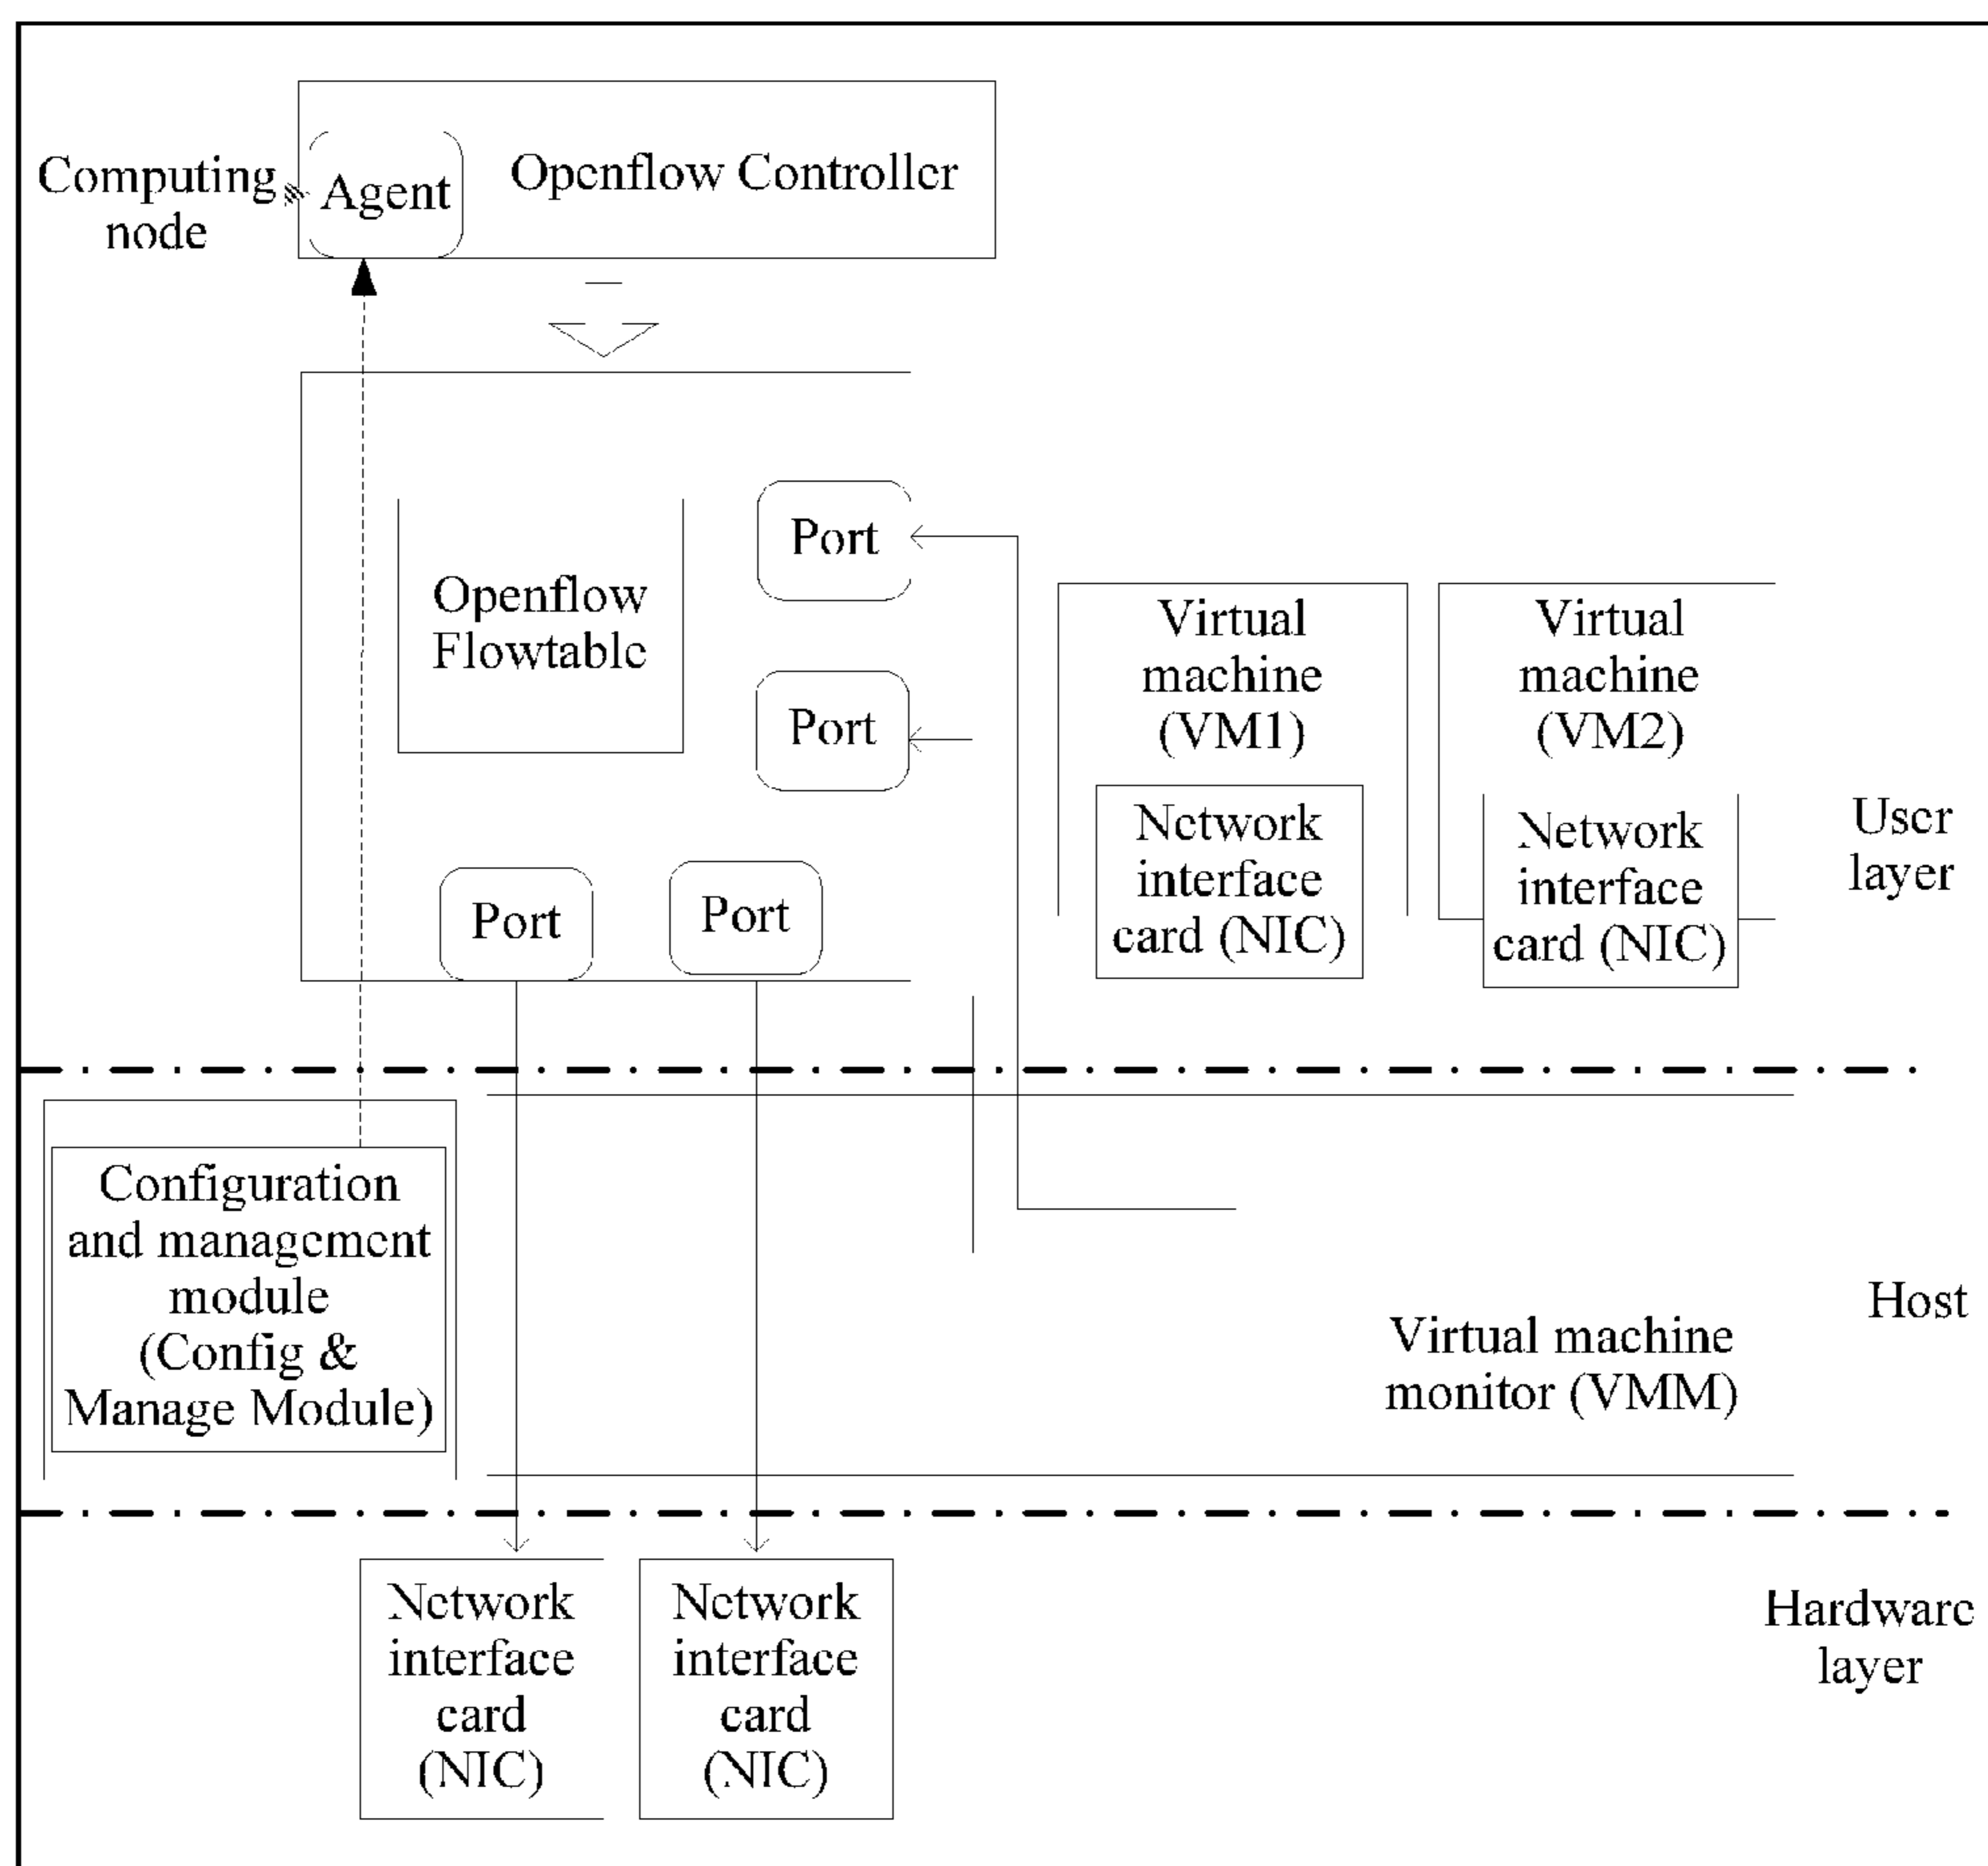 Computing
node
Agent
Openflow Controller
Openflow
Flowtable
Port
Port
Port
Port
Virtual
machine
(VM1)
Network
interface
card (NIC)
Virtual
machine
(VM2)
Network
interface
card (NIC)
User
layer
Configuration
and management
module
(Config &
Manage Module)
Virtual machine
monitor (VMM)
Host
Network
interface
card
(NIC)
Network
interface
card
(NIC)
Hardware
layer